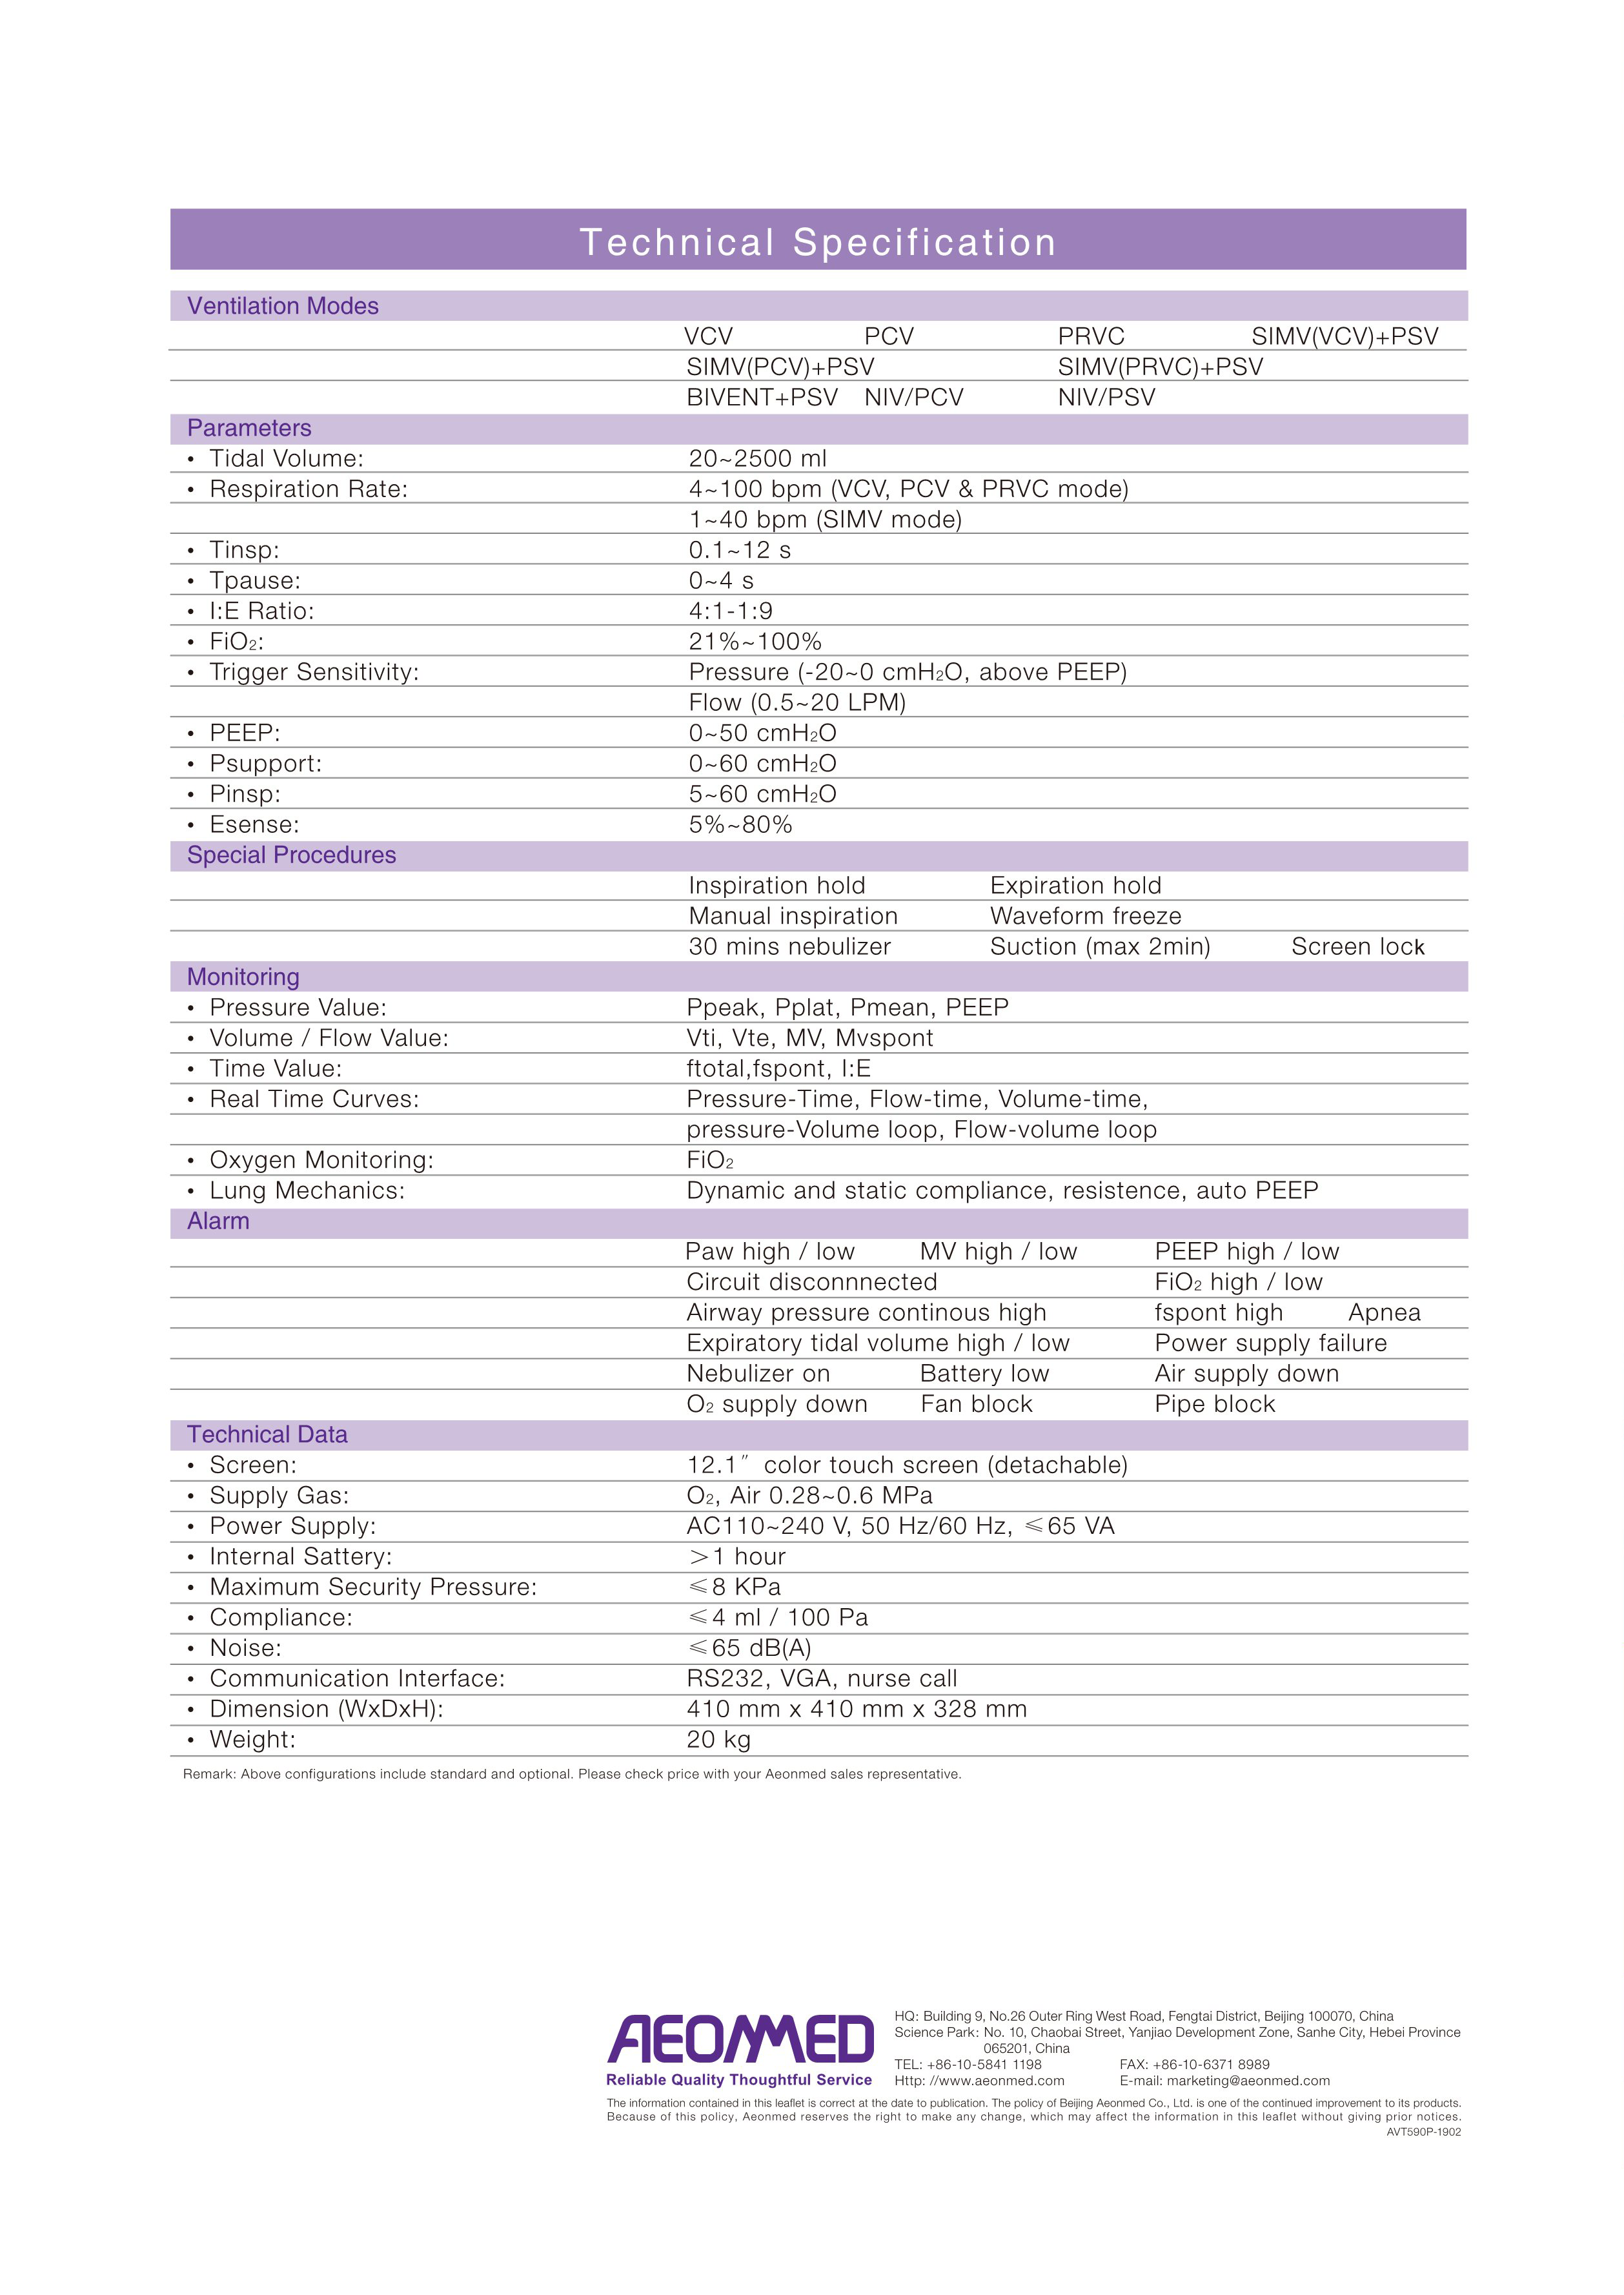 Technical Specification
Ventilation Modes
VCV PCV PRVC SIMV(VCV)+PSV
SIMV(PCV)+PSV SIMV(PRVC)+PSV
BIVENT+PSV NIV/PCV NIV/PSV
Parameters
• Tidal Volume: 20~2500 ml
• Respiration Rate: 4~100 bpm (VCV, PCV & PRVC mode)
1~40 bpm (SIMV mode)
• Tinsp: 0.1~12 s
• Tpause: 0~4 s
• I:E Ratio: 4:1-1:9
• FiO₂: 21%~100%
• Trigger Sensitivity: Pressure (-20~0 cmH₂O, above PEEP)
Flow (0.5~20 LPM)
• PEEP: 0~50 cmH₂O
• Psupport: 0~60 cmH₂O
• Pinsp: 5~60 cmH₂O
• Esense: 5%~80%
Special Procedures
Inspiration hold Expiration hold
Manual inspiration Waveform freeze
30 mins nebulizer Suction (max 2min) Screen lock
Monitoring
• Pressure Value: Ppeak, Pplat, Pmean, PEEP
• Volume / Flow Value: Vti, Vte, MV, Mvspont
• Time Value: ftotal,fspont, I:E
• Real Time Curves: Pressure-Time, Flow-time, Volume-time,
pressure-Volume loop, Flow-volume loop
• Oxygen Monitoring: FiO₂
• Lung Mechanics: Dynamic and static compliance, resistence, auto PEEP
Alarm
Paw high / low MV high / low PEEP high / low
Circuit disconnnected FiO₂ high / low
Airway pressure continous high fspont high Apnea
Expiratory tidal volume high / low Power supply failure
Nebulizer on Battery low Air supply down
O₂ supply down Fan block Pipe block
Technical Data
• Screen: 12.1″ color touch screen (detachable)
• Supply Gas: O₂, Air 0.28~0.6 MPa
• Power Supply: AC110~240 V, 50 Hz/60 Hz, ⩽65 VA
• Internal Sattery: >1 hour
• Maximum Security Pressure: ⩽8 KPa
• Compliance: ⩽4 ml / 100 Pa
• Noise: ⩽65 dB(A)
• Communication Interface: RS232, VGA, nurse call
• Dimension (WxDxH): 410 mm x 410 mm x 328 mm
• Weight: 20 kg
Remark: Above configurations include standard and optional. Please check price with your Aeonmed sales representative.
AEONMED
Reliable Quality Thoughtful Service
HQ: Building 9, No.26 Outer Ring West Road, Fengtai District, Beijing 100070, China
Science Park: No. 10, Chaobai Street, Yanjiao Development Zone, Sanhe City, Hebei Province
065201, China
TEL: +86-10-5841 1198 FAX: +86-10-6371 8989
Http: //www.aeonmed.com E-mail: marketing@aeonmed.com
The information contained in this leaflet is correct at the date to publication. The policy of Beijing Aeonmed Co., Ltd. is one of the continued improvement to its products.
Because of this policy, Aeonmed reserves the right to make any change, which may affect the information in this leaflet without giving prior notices.
AVT590P-1902